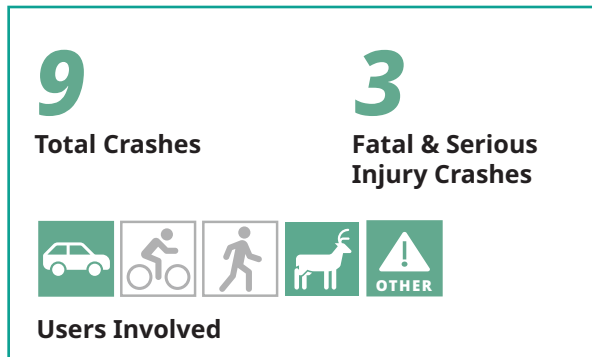 9
Total Crashes
3
Fatal & Serious
Injury Crashes
OTHER
Users Involved